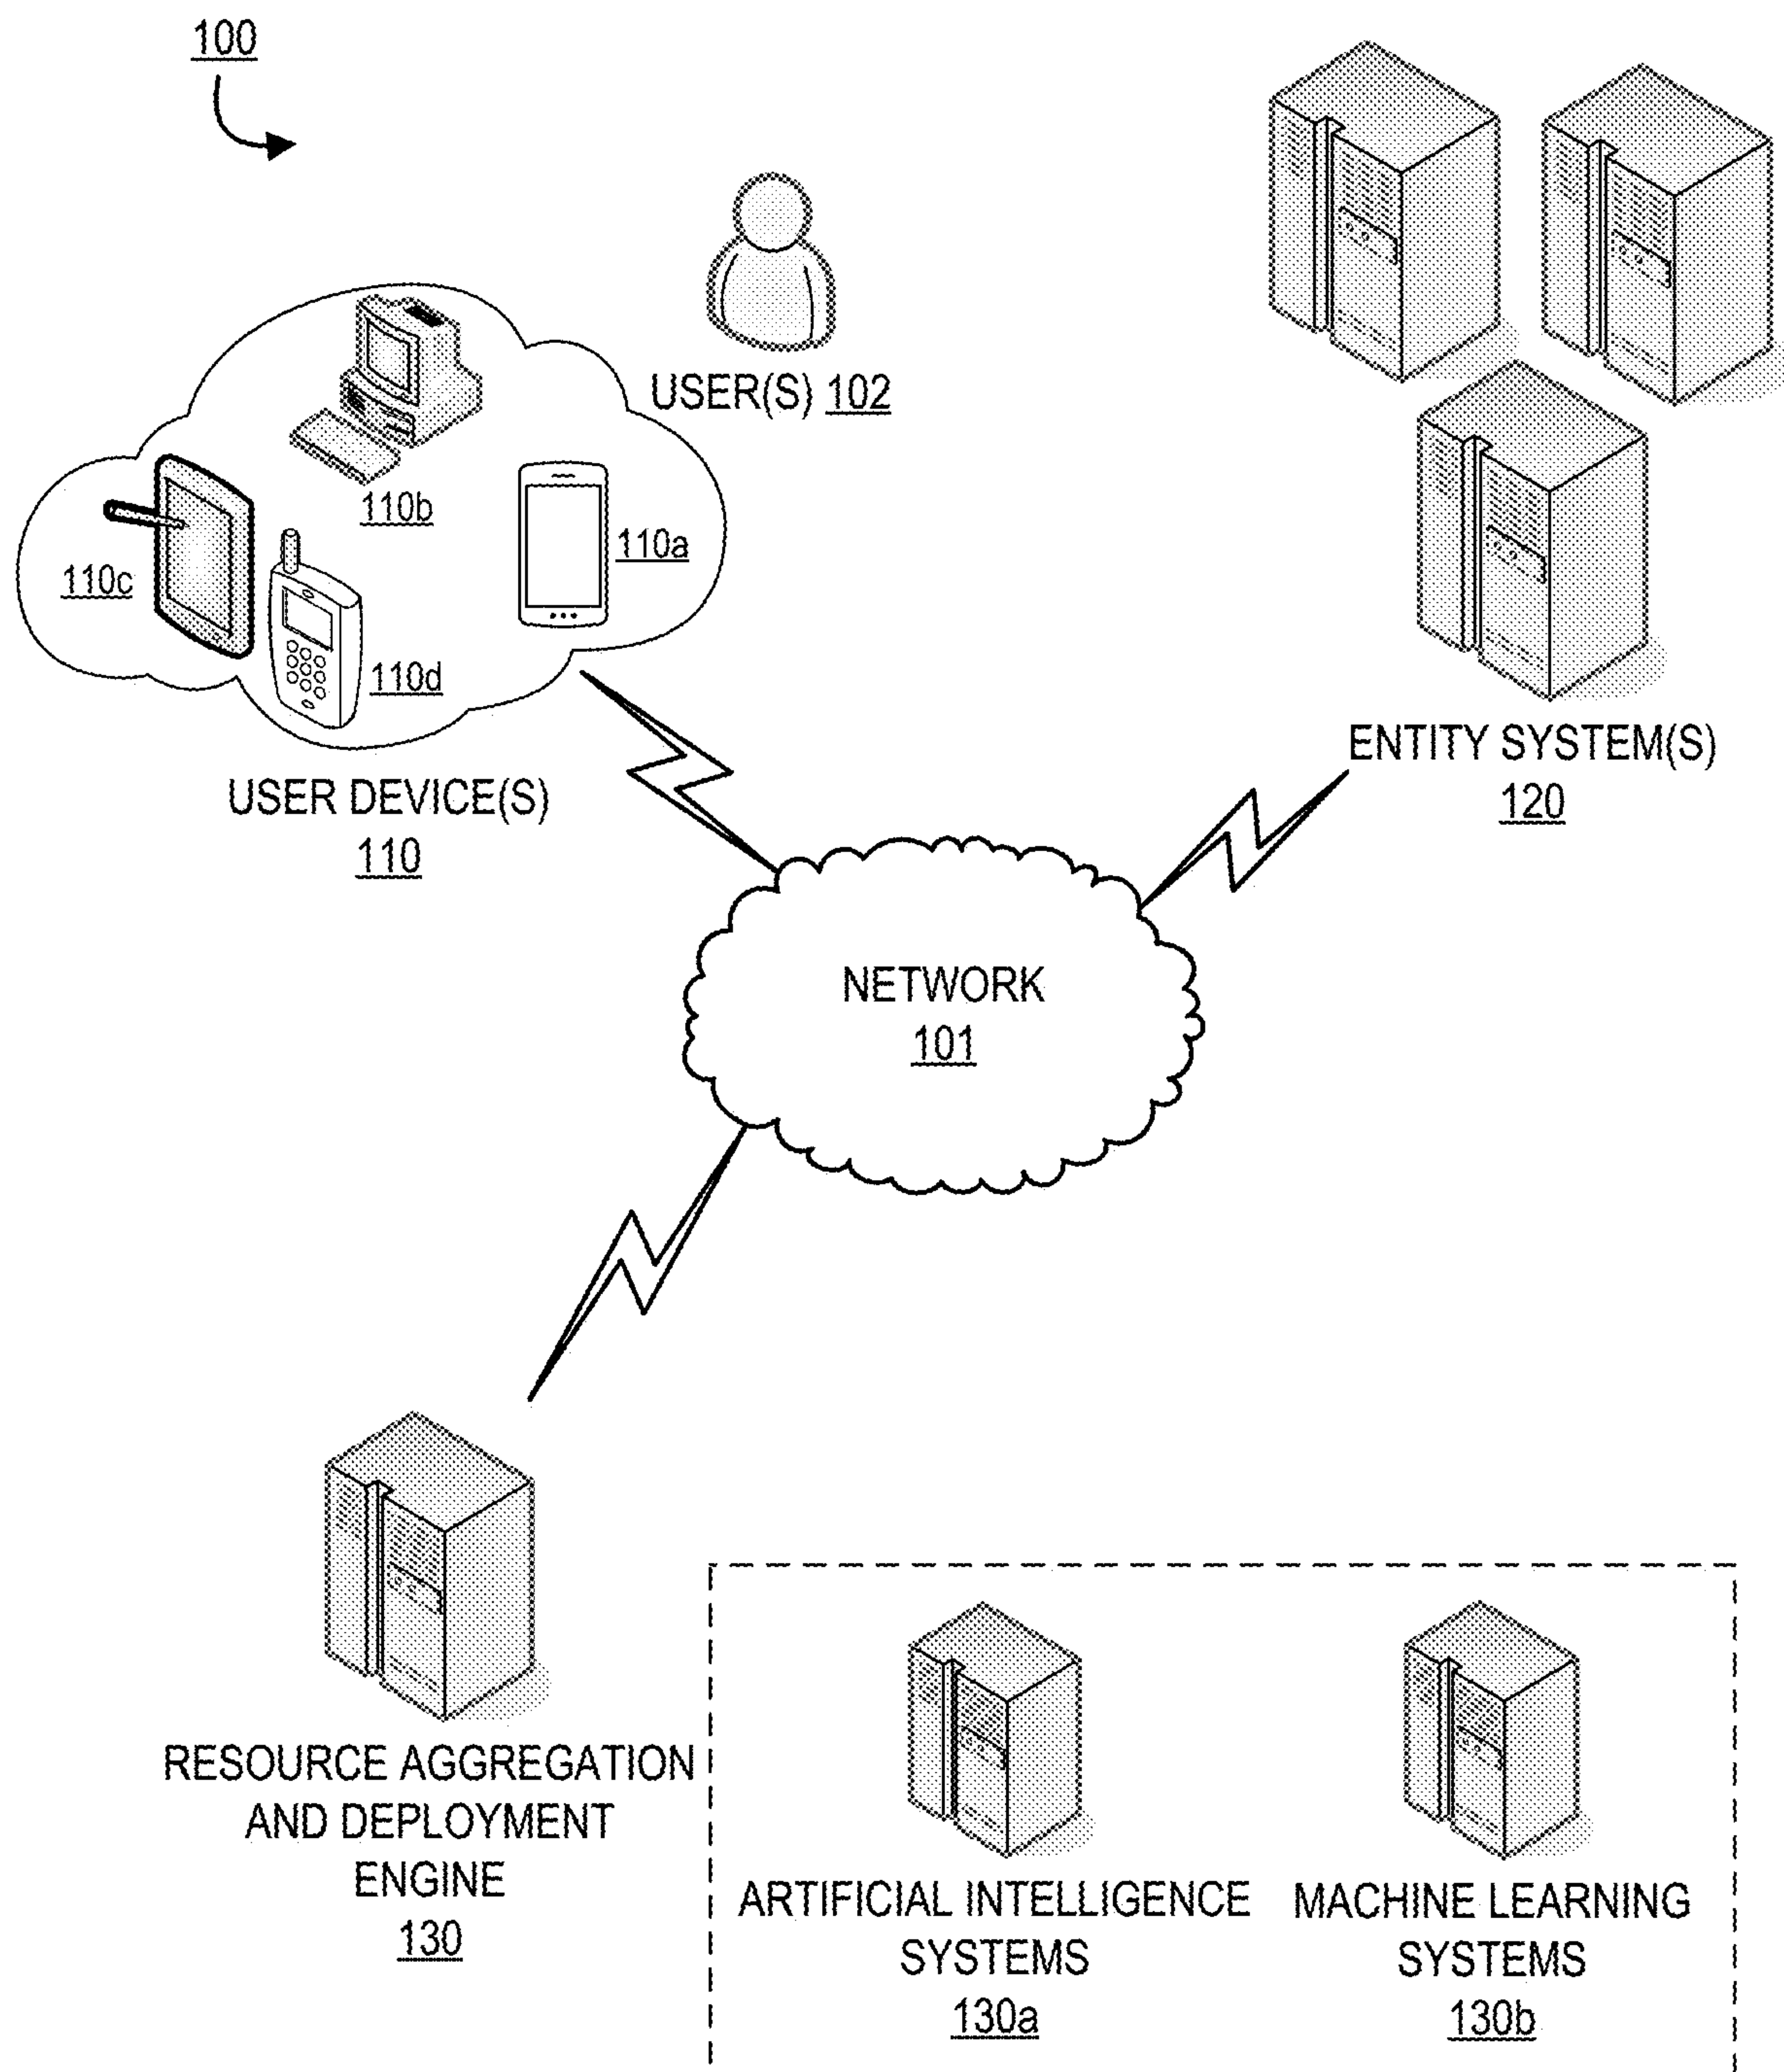 100
USER(S) 102
110b
110a
110c
110d
USER DEVICE(S)
110
ENTITY SYSTEM(S)
120
NETWORK
101
RESOURCE AGGREGATION
AND DEPLOYMENT
ENGINE
130
ARTIFICIAL INTELLIGENCE
SYSTEMS
130a
MACHINE LEARNING
SYSTEMS
130b